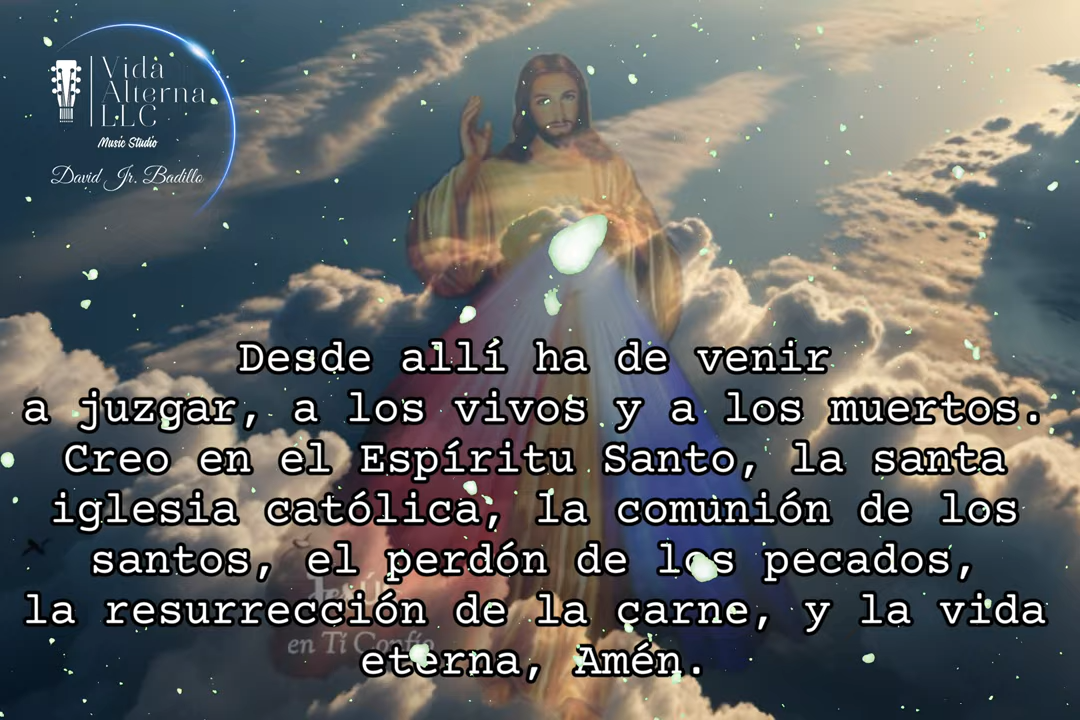 Vida
Alterna
LLC
Music Studio
David Jr. Badillo
Desde allí ha de venir
a juzgar, a los vivos y a los muertos.
Creo en el Espíritu Santo, la santa
iglesia católica, la comunión de los
santos, el perdón de los pecados,
la resurrección de la carne, y la vida
eterna, Amén.
Jesús
en Tí Confío